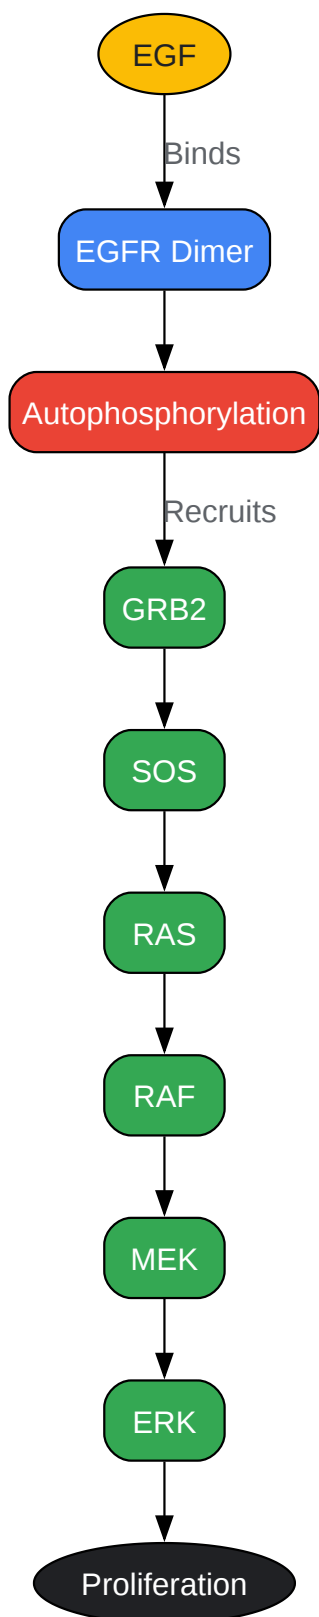 EGF
Binds
EGFR Dimer
Autophosphorylation
Recruits
GRB2
SOS
RAS
RAF
MEK
ERK
Proliferation